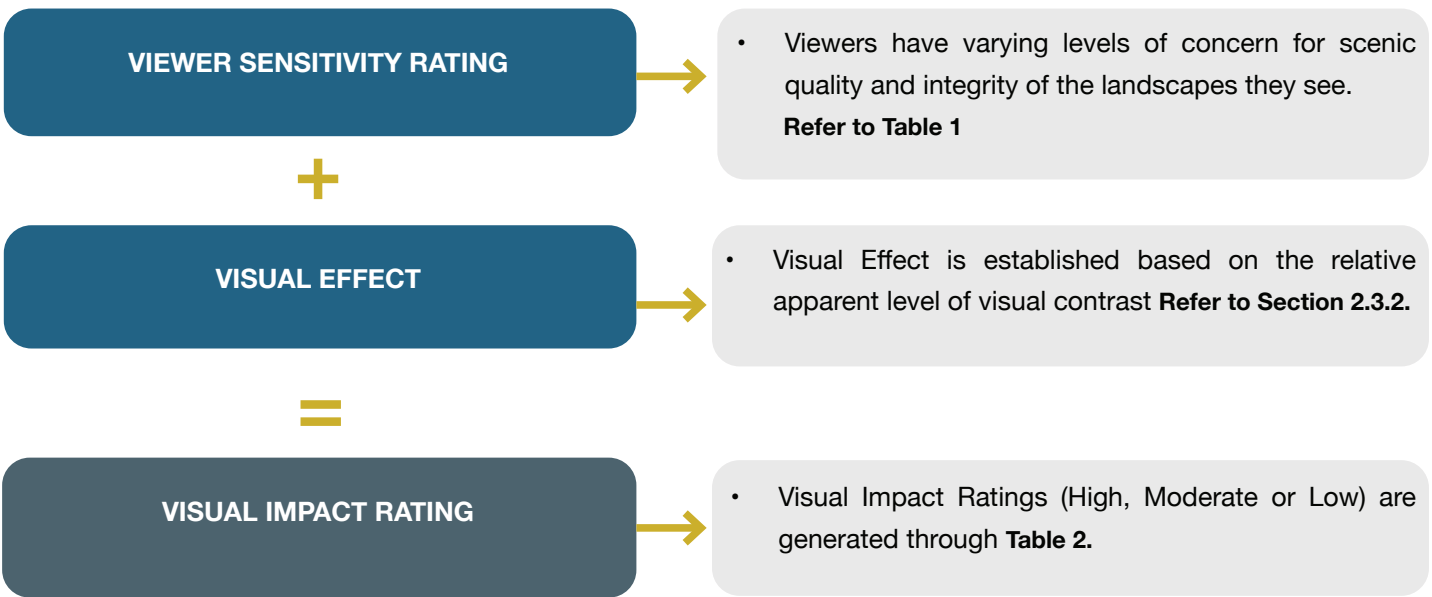 VIEWER SENSITIVITY RATING
• Viewers have varying levels of concern for scenic
quality and integrity of the landscapes they see.
Refer to Table 1
+
VISUAL EFFECT
• Visual Effect is established based on the relative
apparent level of visual contrast Refer to Section 2.3.2.
=
VISUAL IMPACT RATING
• Visual Impact Ratings (High, Moderate or Low) are
generated through Table 2.